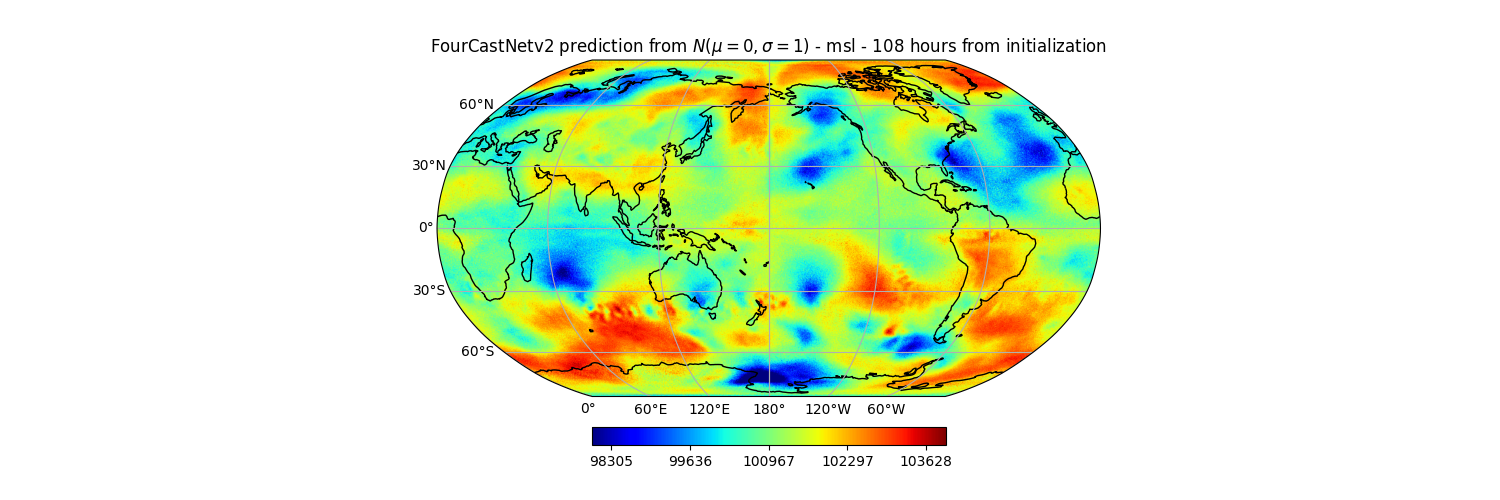 FourCastNetv2 prediction from N(μ = 0, σ = 1) - msl - 108 hours from initialization
60°N
30°N
0°
30°S
60°S
0° 60°E 120°E 180° 120°W 60°W
98305 99636 100967 102297 103628